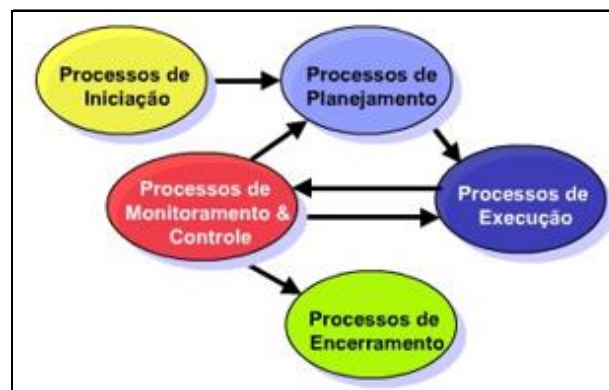 Processos de
Iniciação
Processos de
Planejamento
Processos de
Monitoramento &
Controle
Processos de
Execução
Processos de
Encerramento